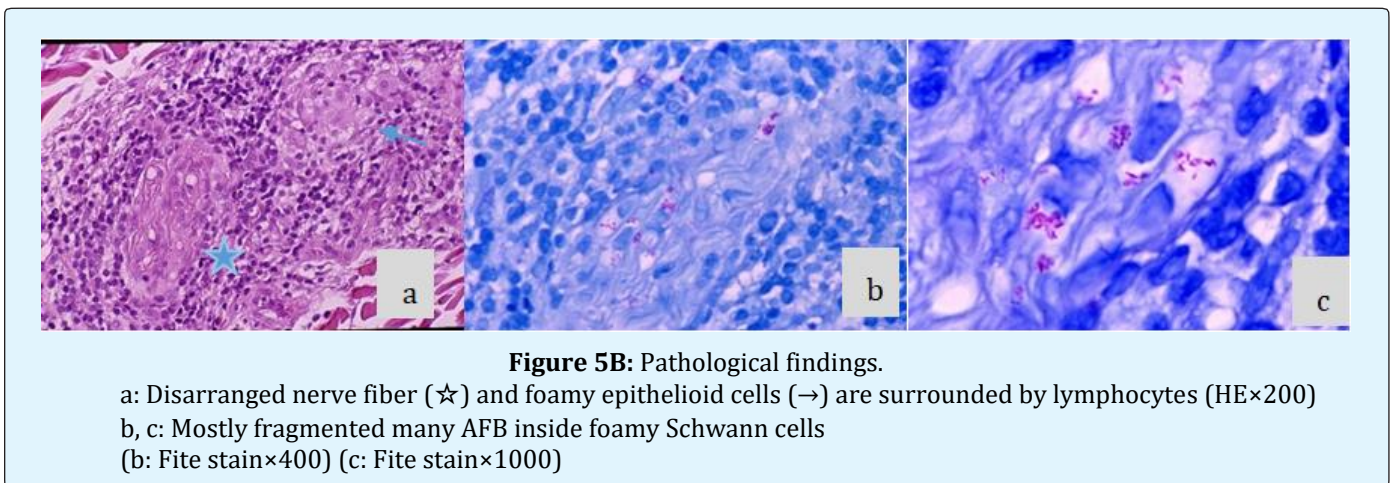 a
b
c
Figure 5B: Pathological findings.
a: Disarranged nerve fiber (☆) and foamy epithelioid cells (→) are surrounded by lymphocytes (HE×200)
b, c: Mostly fragmented many AFB inside foamy Schwann cells
(b: Fite stain×400) (c: Fite stain×1000)